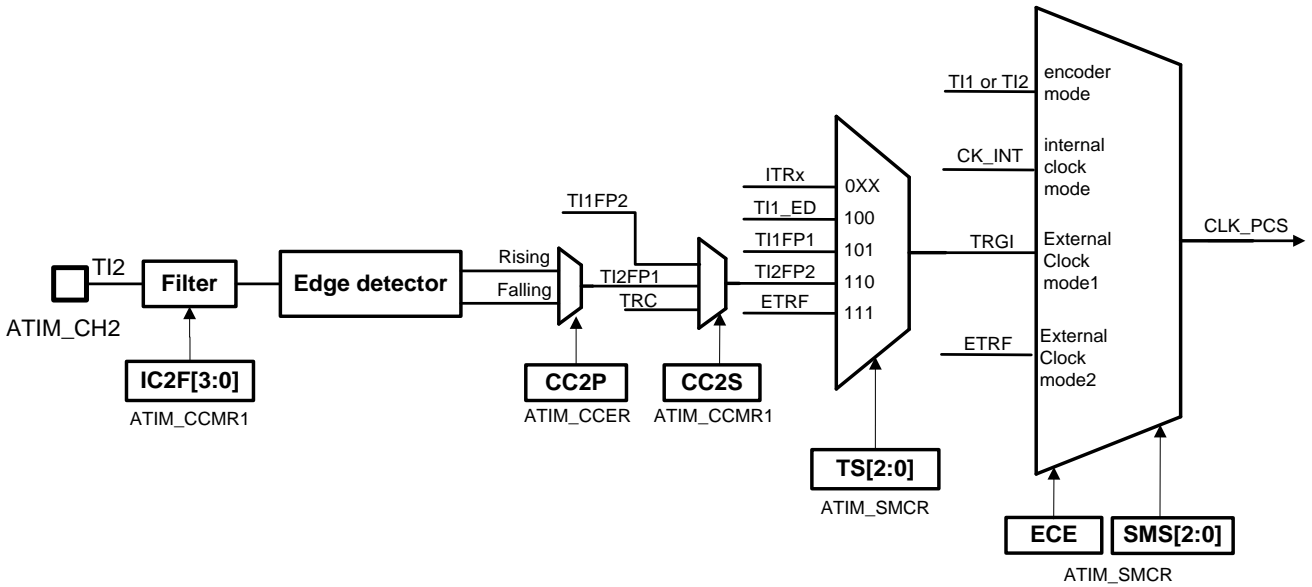 TI2
ATIM_CH2
Filter
IC2F[3:0]
ATIM_CCMR1
Edge detector
Rising
Falling
CC2P
ATIM_CCER
TI1FP2
TI2FP1
TRC
CC2S
ATIM_CCMR1
ITRx
0XX
TI1_ED
100
TI1FP1
101
TI2FP2
110
ETRF
111
TS[2:0]
ATIM_SMCR
TI1 or TI2
encoder
mode
CK_INT
internal
clock
mode
TRGI
External
Clock
mode1
ETRF
External
Clock
mode2
ECE
SMS[2:0]
ATIM_SMCR
CLK_PCS